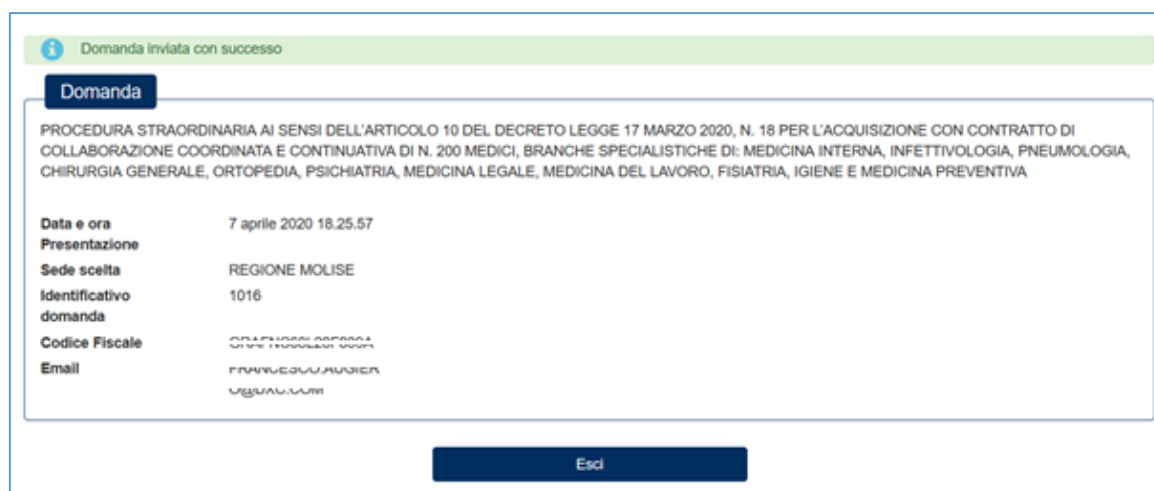 Domanda inviata con successo
Domanda
PROCEDURA STRAORDINARIA AI SENSI DELL'ARTICOLO 10 DEL DECRETO LEGGE 17 MARZO 2020, N. 18 PER L'ACQUISIZIONE CON CONTRATTO DI
COLLABORAZIONE COORDINATA E CONTINUATIVA DI N. 200 MEDICI, BRANCHE SPECIALISTICHE DI: MEDICINA INTERNA, INFETTIVOLOGIA, PNEUMOLOGIA,
CHIRURGIA GENERALE, ORTOPEDIA, PSICHIATRIA, MEDICINA LEGALE, MEDICINA DEL LAVORO, FISIATRIA, IGIENE E MEDICINA PREVENTIVA
Data e ora 7 aprile 2020 18.25.57
Presentazione
Sede scelta REGIONE MOLISE
Identificativo 1016
domanda
Codice Fiscale
Email
Esci